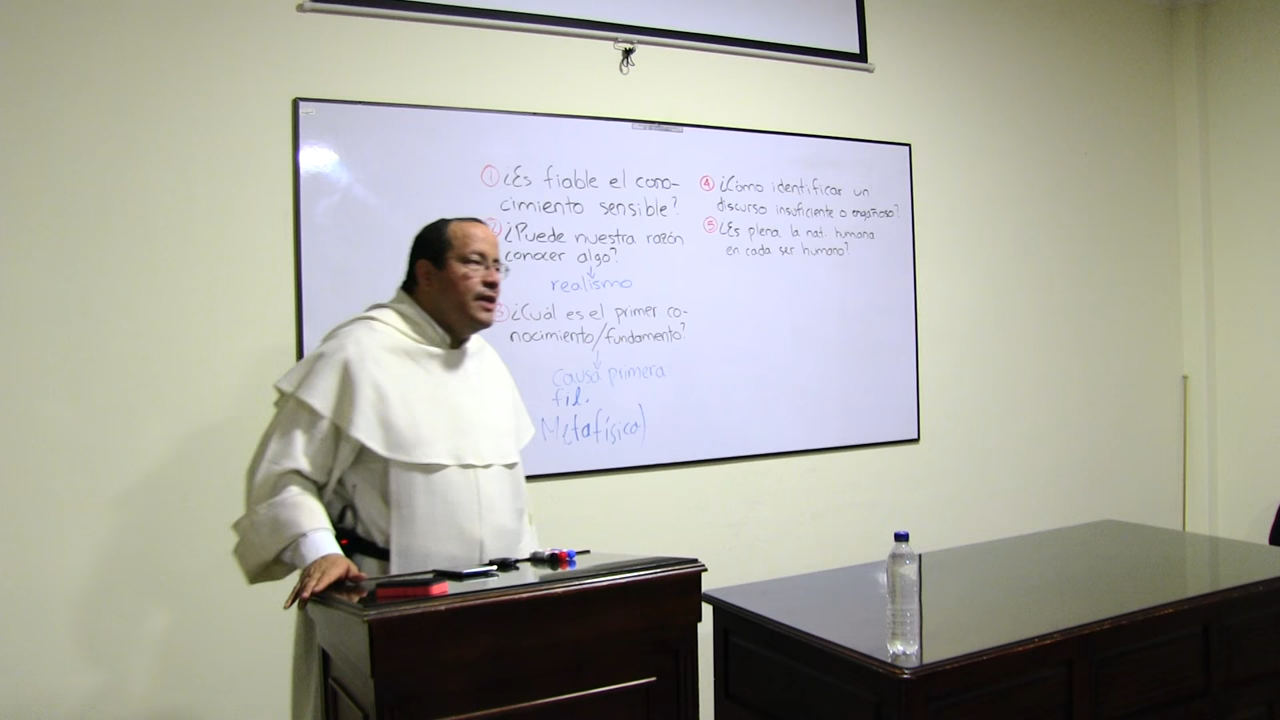 ① ¿Es fiable el cono-
cimiento sensible?
② ¿Puede nuestra razón
conocer algo?
↓
realismo
③ ¿Cuál es el primer co-
nocimiento/fundamento?
↓
causa primera
fil.
Metafísica)
④ ¿Cómo identificar un
discurso insuficiente o engañoso?
⑤ ¿Es plena la nat. humana
en cada ser humano?